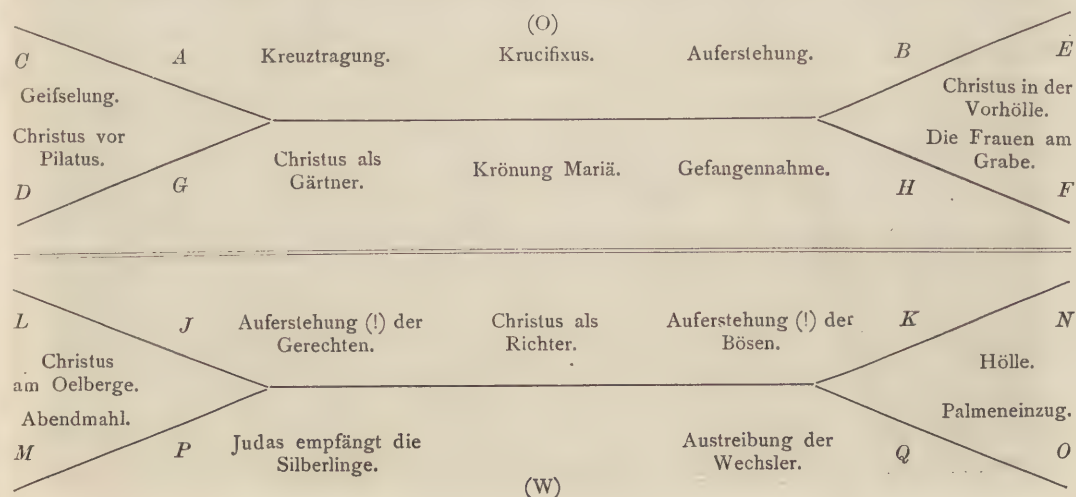 (O)
C A Kreuztragung. Krucifixus. Auferstehung. B E
Geifselung. Christus in der
Vorhölle.
Christus vor Die Frauen am
Pilatus. Christus als Krönung Mariä. Gefangennahme. Grabe.
Gärtner.
D G H F
L J Auferstehung (!) der Christus als Auferstehung (!) der K N
Gerechten. Richter. Bösen.
Christus Hölle.
am Oelberge.
Abendmahl. Palmeneinzug.
M P Judas empfängt die Austreibung der Q O
Silberlinge. Wechsler.
(W)